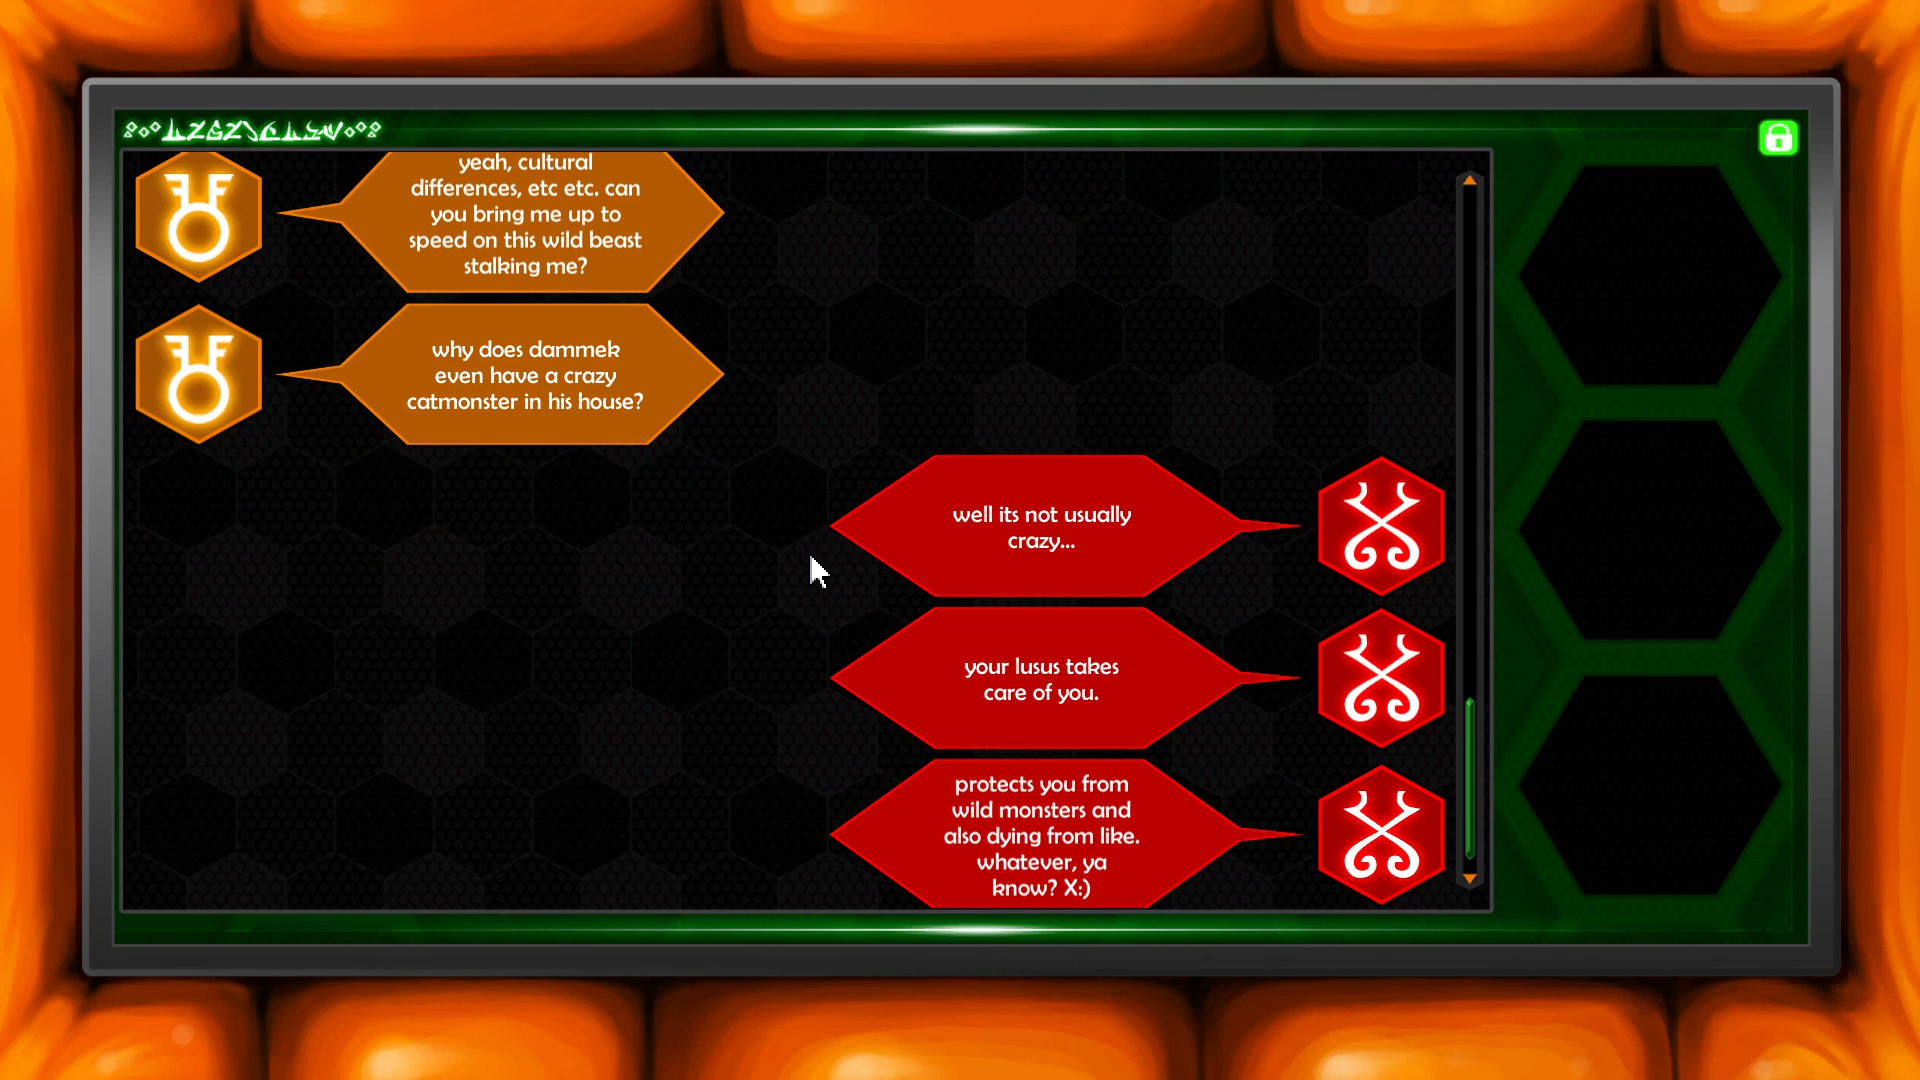 yeah, cultural
differences, etc etc. can
you bring me up to
speed on this wild beast
stalking me?
why does dammek
even have a crazy
catmonster in his house?
well its not usually
crazy...
your lusus takes
care of you.
protects you from
wild monsters and
also dying from like.
whatever, ya
know? X:)